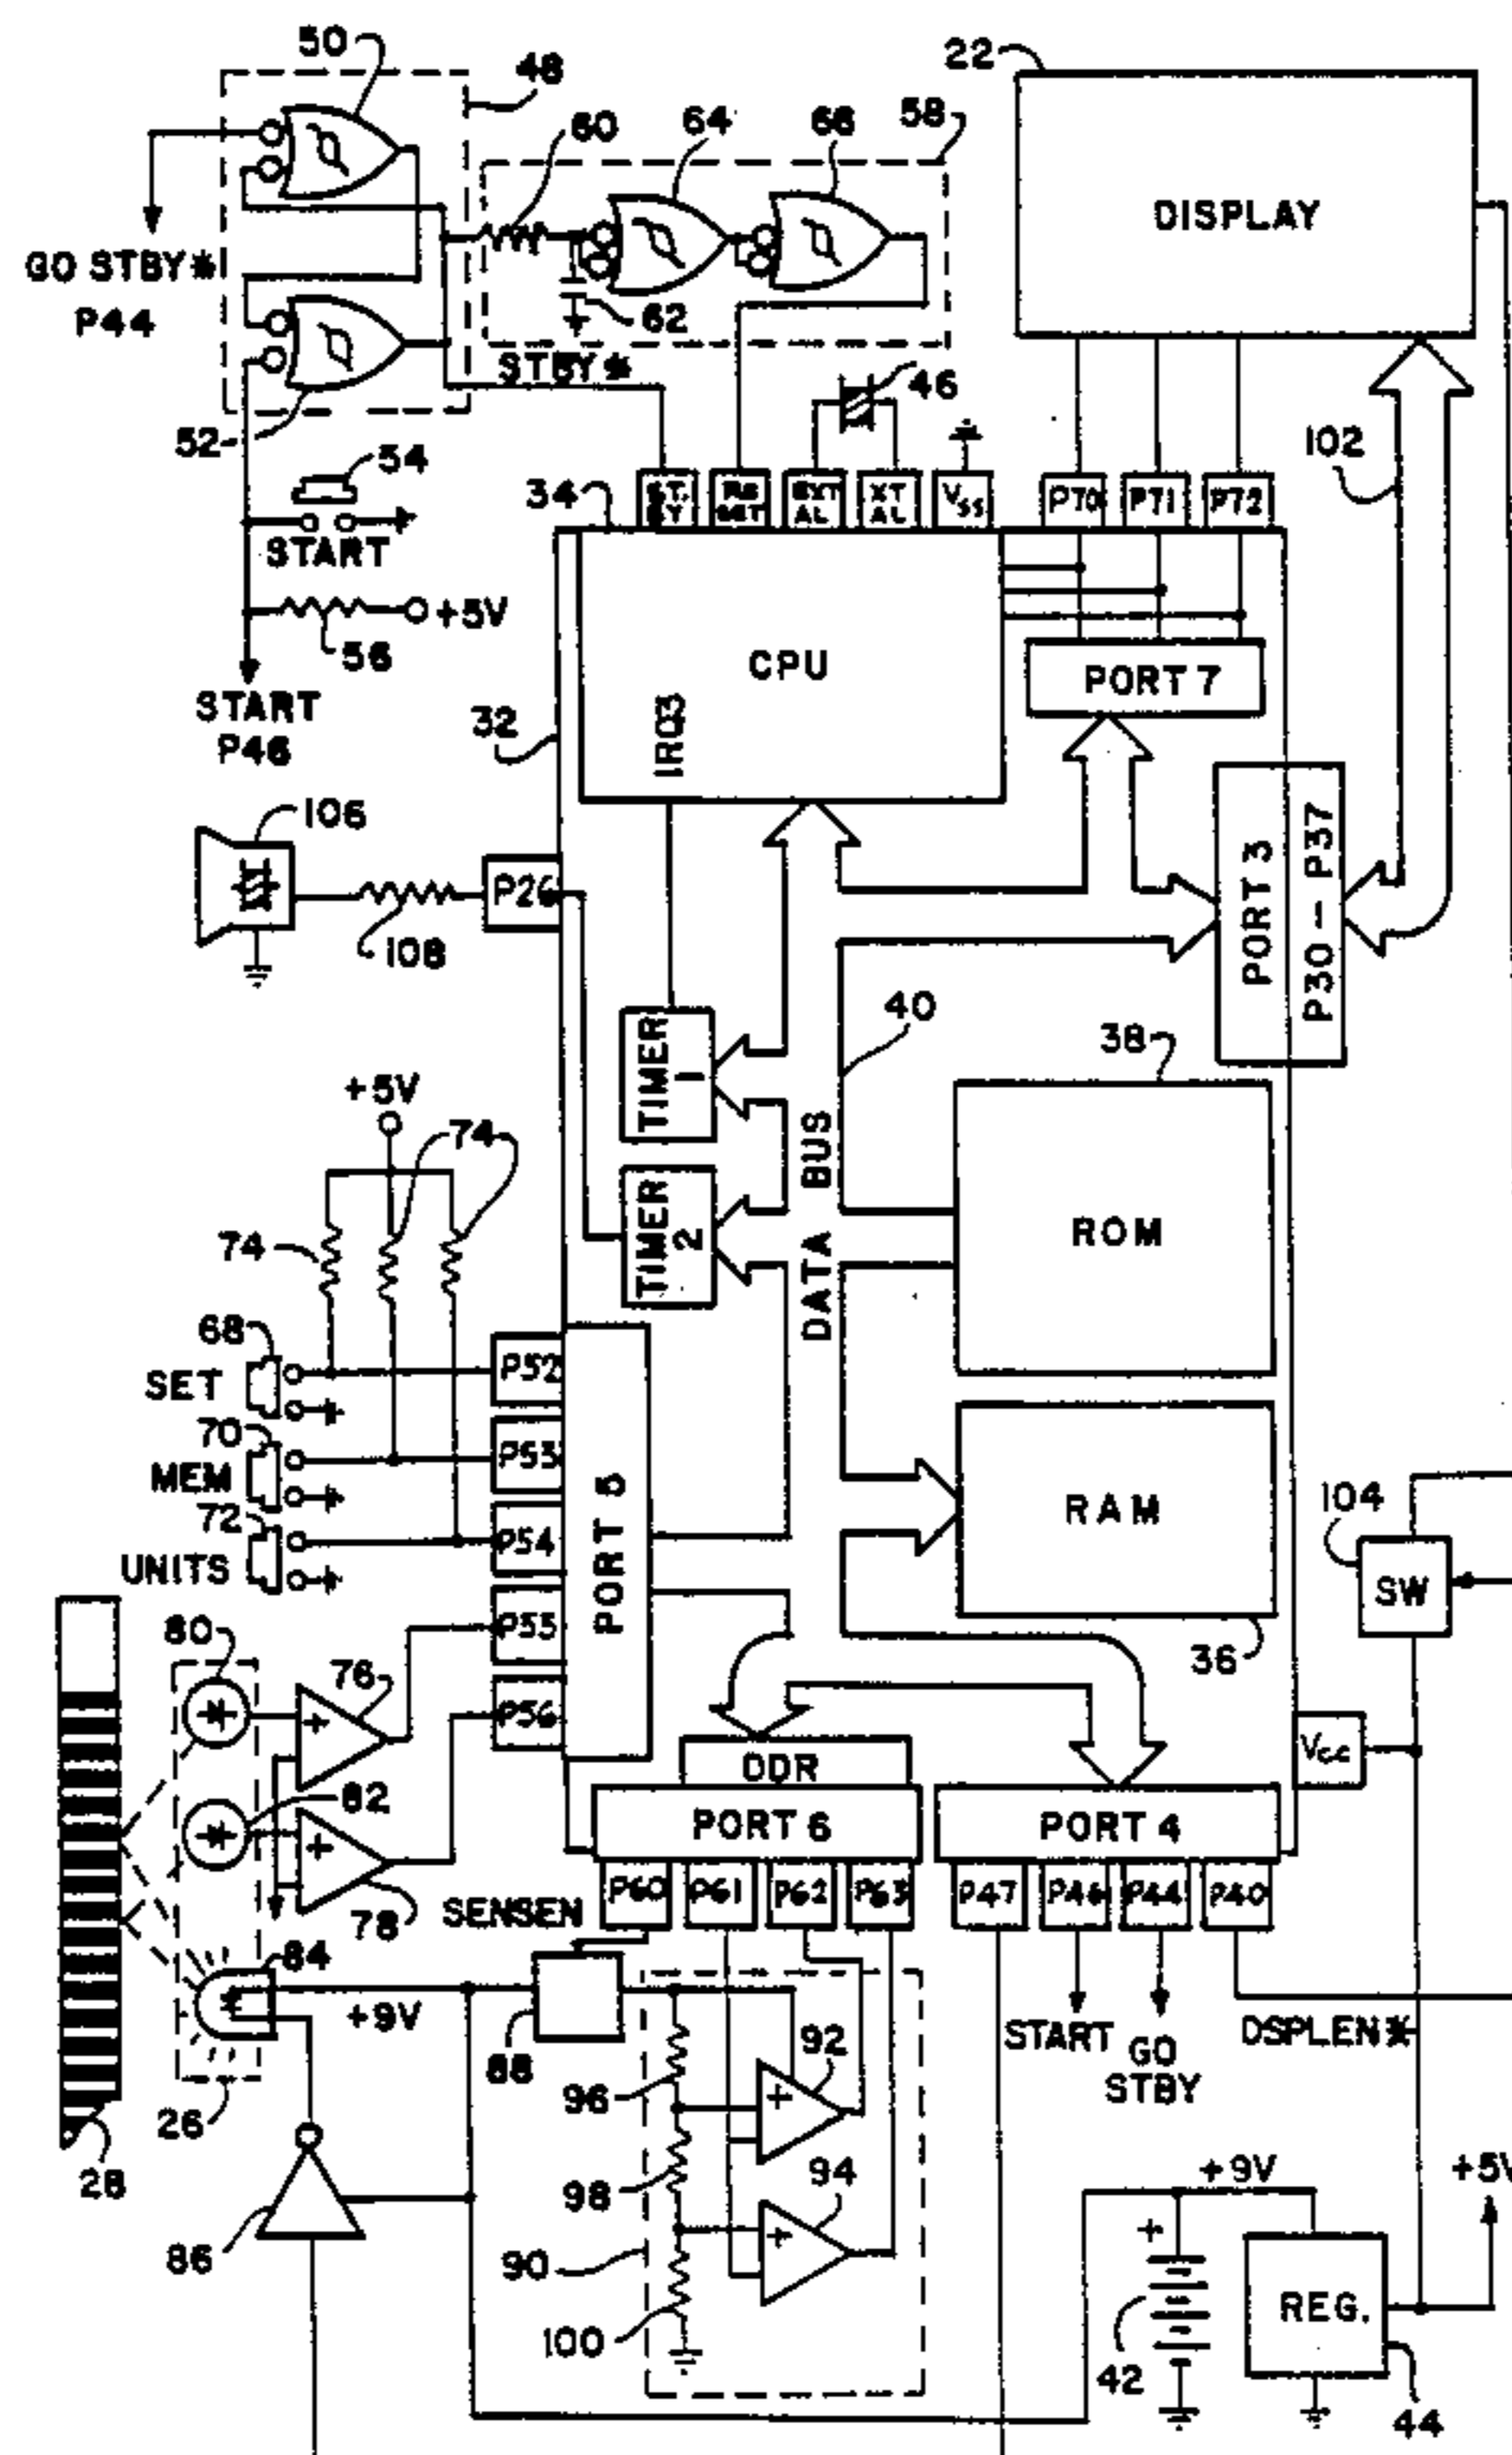 50
48
22
60
64
66
58
DISPLAY
GO STBY*
P44
62
STBY*
46
52
54
START
102
34
ST.
BY
RE
SET
EXT
AL
XT
AL
VSS
P70
P71
P72
+5V
56
CPU
PORT 7
START
P46
32
IRQ3
106
P26
108
PORT 3
P30 - P37
40
38
TIMER
1
+5V
74
DATA BUS
ROM
TIMER
2
74
68
SET
P52
70
MEM
P53
72
UNITS
P54
PORT 5
RAM
104
SW
36
80
76
P55
P56
VCC
DDR
82
PORT 6
PORT 4
78
SENSEN
P60
P61
P62
P63
P47
P46
P44
P40
84
+9V
88
92
START
GO
STBY
DSPLEN*
96
26
28
98
94
+9V
+5V
86
90
+
42
REG.
100
44